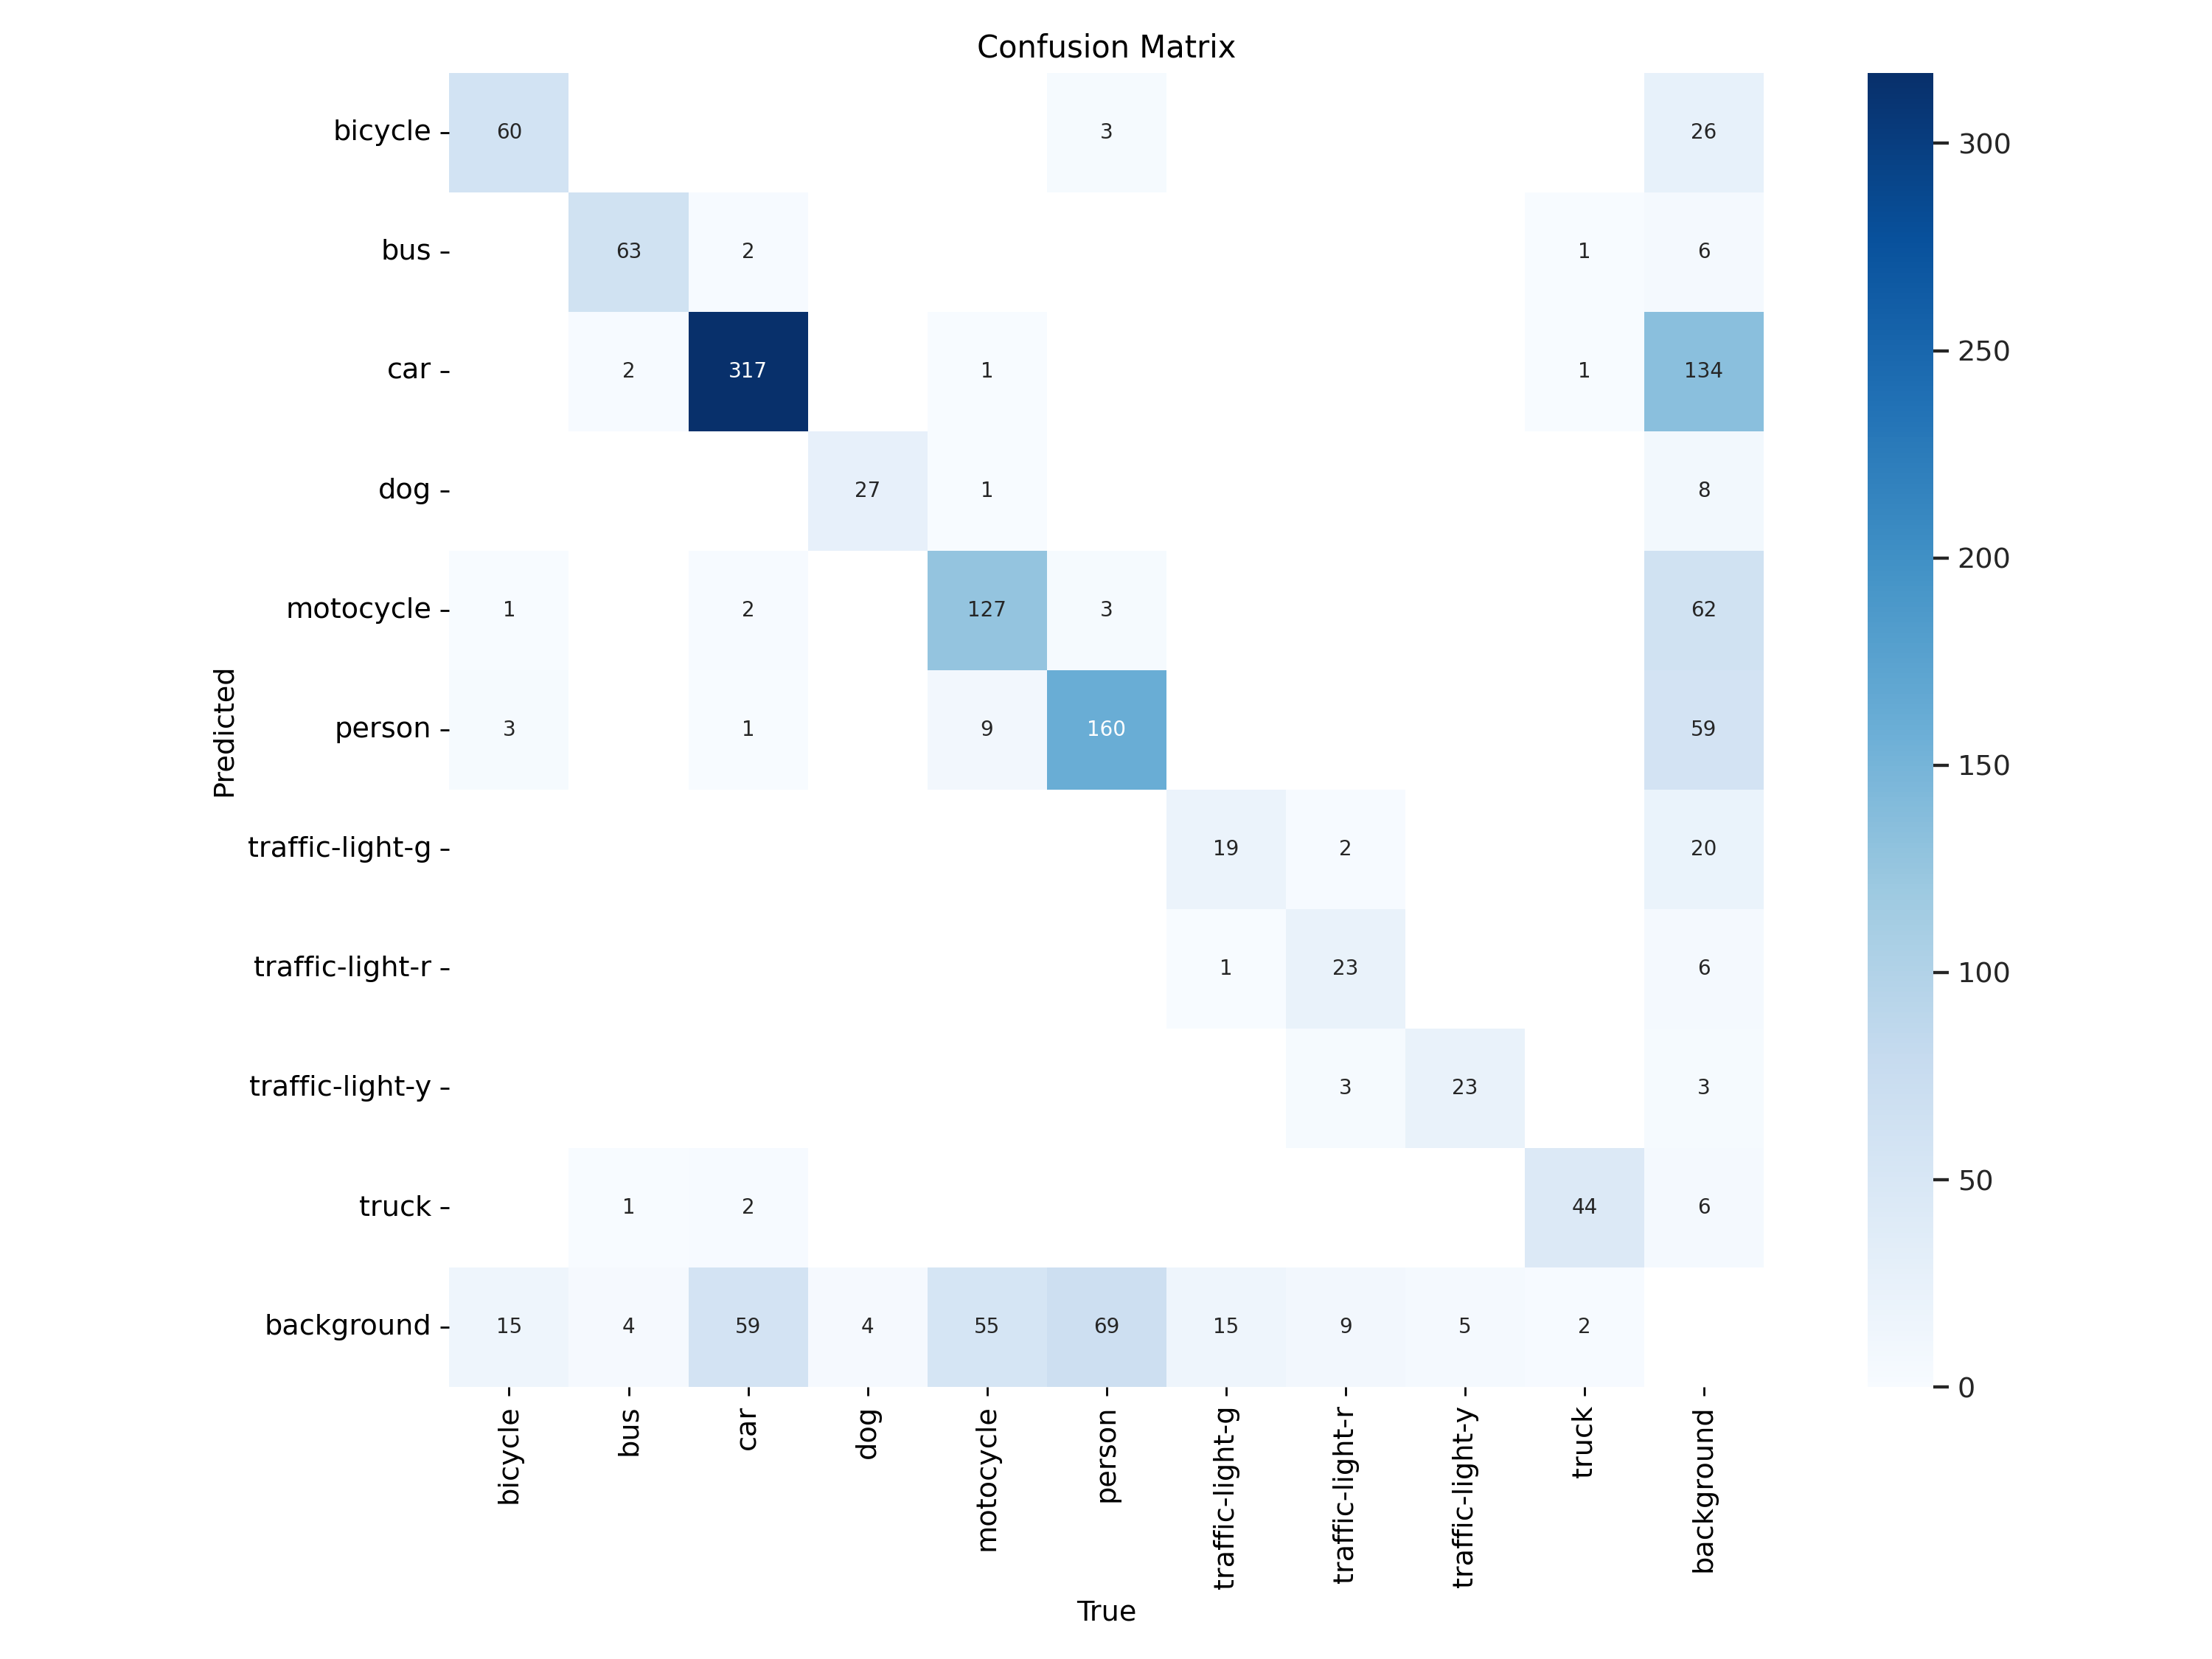 Confusion Matrix
bicycle 60 3 26
bus 63 2 1 6
car 2 317 1 1 134
dog 27 1 8
motocycle 1 2 127 3 62
person 3 1 9 160 59
traffic-light-g 19 2 20
traffic-light-r 1 23 6
traffic-light-y 3 23 3
truck 1 2 44 6
background 15 4 59 4 55 69 15 9 5 2
Predicted
bicycle bus car dog motocycle person traffic-light-g traffic-light-r traffic-light-y truck background
True
300
250
200
150
100
50
0